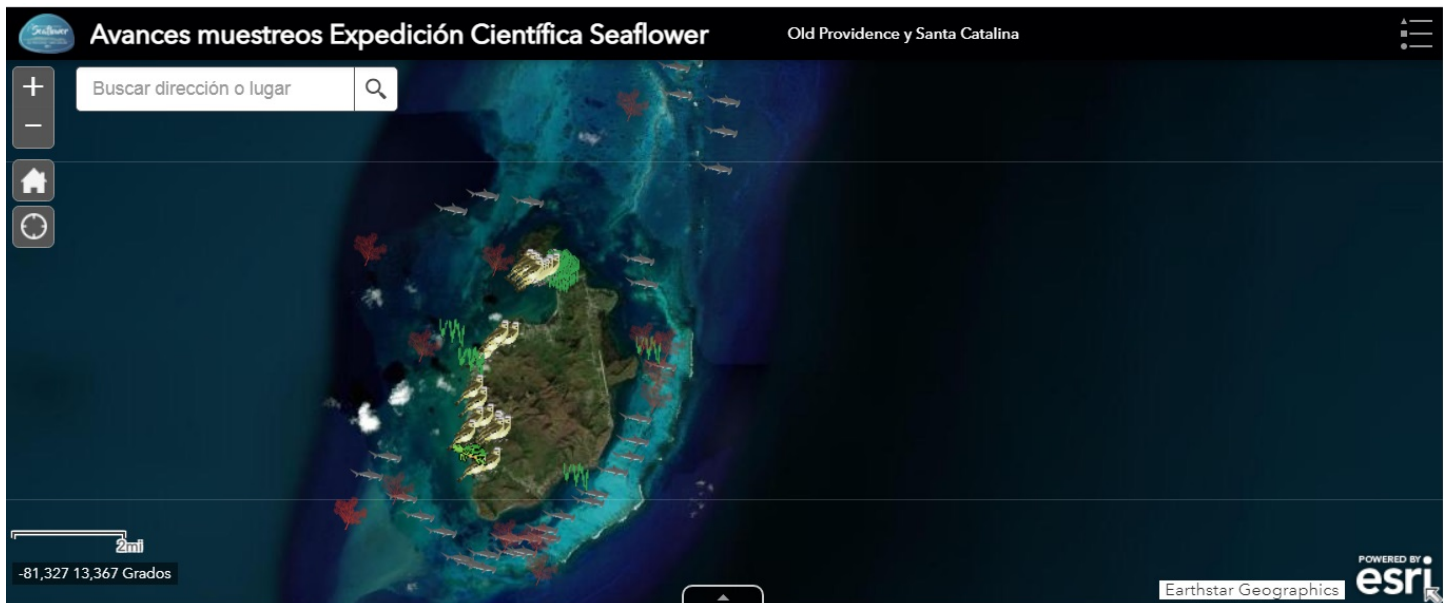 Seaflower
Avances muestreos Expedición Científica Seaflower
Old Providence y Santa Catalina
+
Buscar dirección o lugar
−
2mi
-81,327 13,367 Grados
Earthstar Geographics
POWERED BY
esri